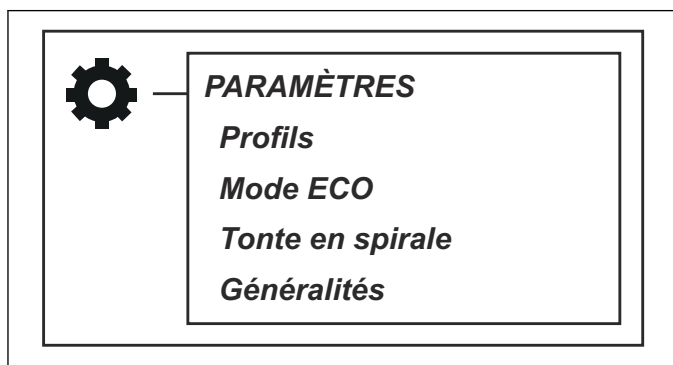 PARAMÈTRES
Profils
Mode ECO
Tonte en spirale
Généralités